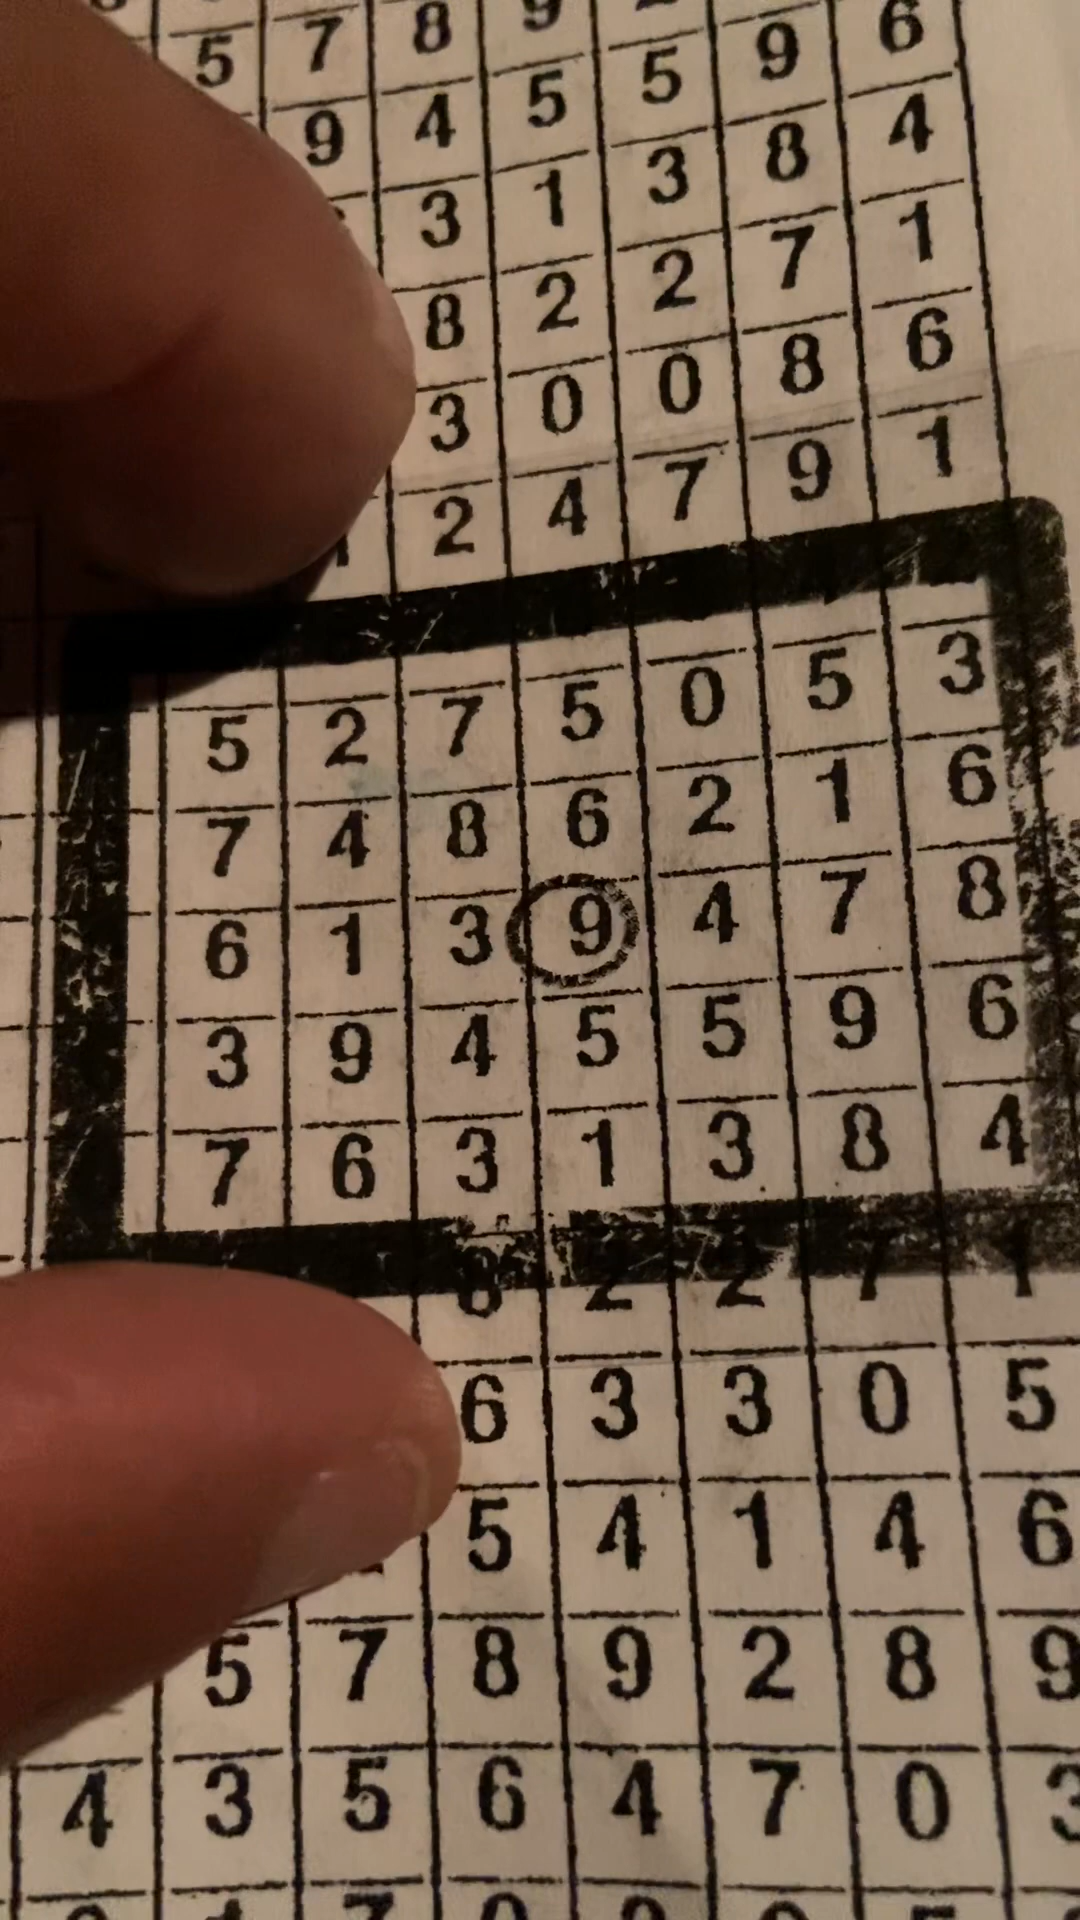 5 7 8 9 9 6
9 4 5 5 8 4
3 1 3 7 1
8 2 2 8 6
3 0 0 9 1
2 4 7
5 2 7 5 0 5 3
7 4 8 6 2 1 6
6 1 3 9 4 7 8
3 9 4 5 5 9 6
7 6 3 1 3 8 4
8 2 2 7 1
6 3 3 0 5
5 4 1 4 6
5 7 8 9 2 8 9
4 3 5 6 4 7 0 3